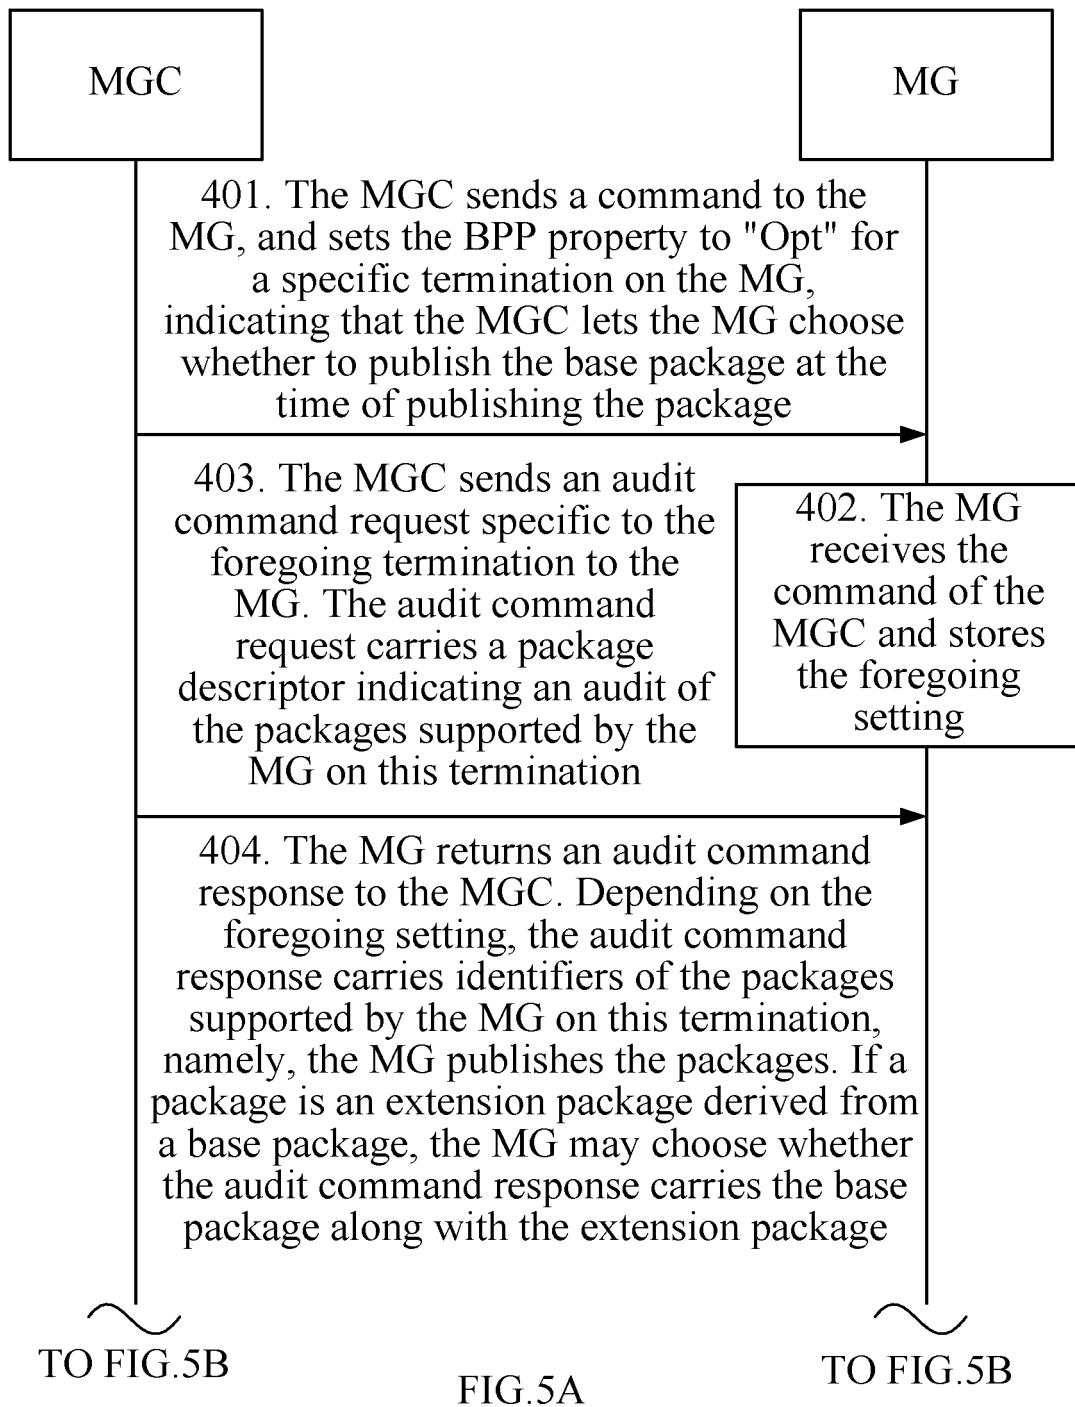 MGC
MG
401. The MGC sends a command to the
MG, and sets the BPP property to "Opt" for
a specific termination on the MG,
indicating that the MGC lets the MG choose
whether to publish the base package at the
time of publishing the package
402. The MG
receives the
command of the
MGC and stores
the foregoing
setting
403. The MGC sends an audit
command request specific to the
foregoing termination to the
MG. The audit command
request carries a package
descriptor indicating an audit of
the packages supported by the
MG on this termination
404. The MG returns an audit command
response to the MGC. Depending on the
foregoing setting, the audit command
response carries identifiers of the packages
supported by the MG on this termination,
namely, the MG publishes the packages. If a
package is an extension package derived from
a base package, the MG may choose whether
the audit command response carries the base
package along with the extension package
TO FIG.5B
TO FIG.5B
FIG.5A